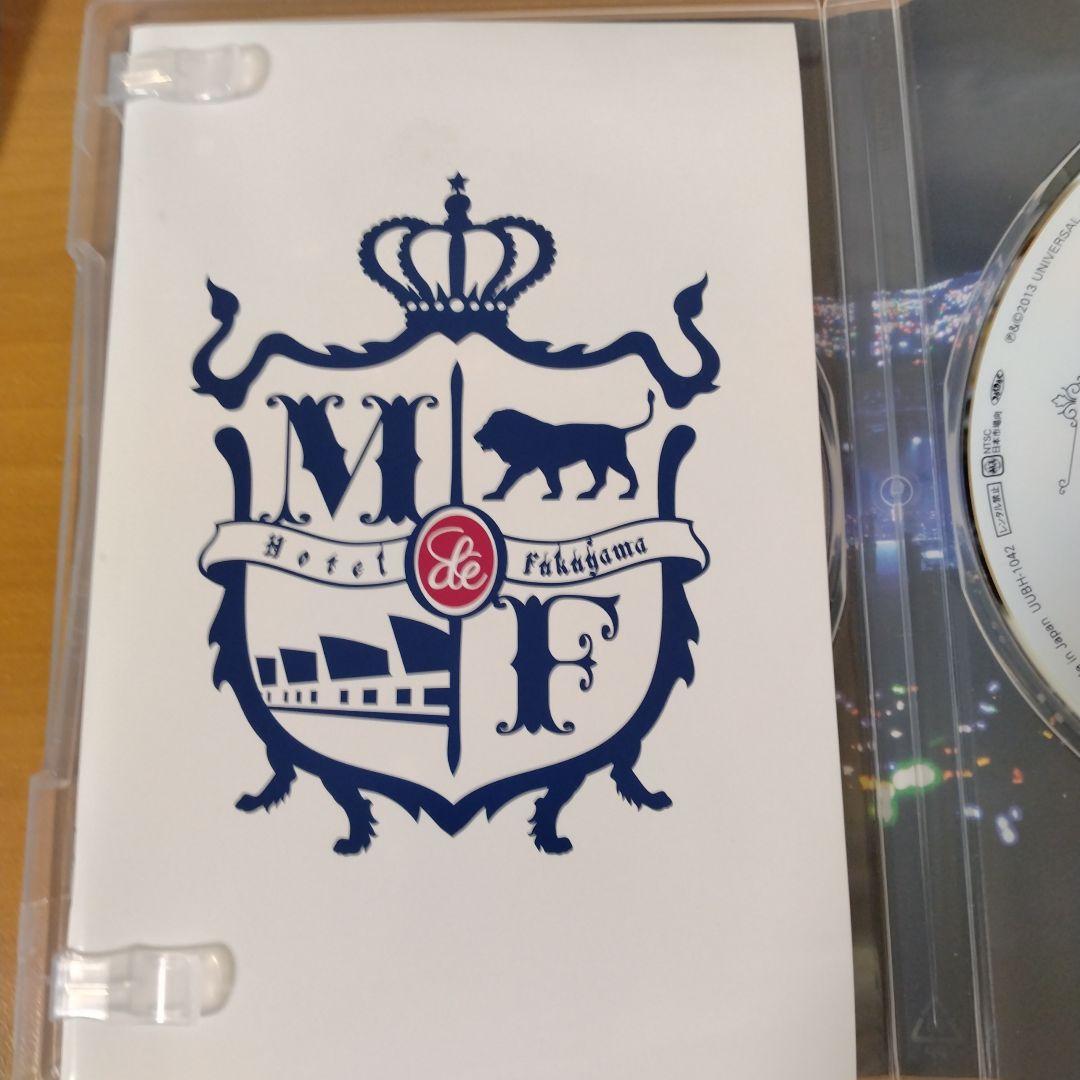 M
Hotel de Fukuyama
F
℗&©2013 UNIVERSAL
NTSC
日本市場向
ALL
レンタル禁止
in Japan UUBH-1042